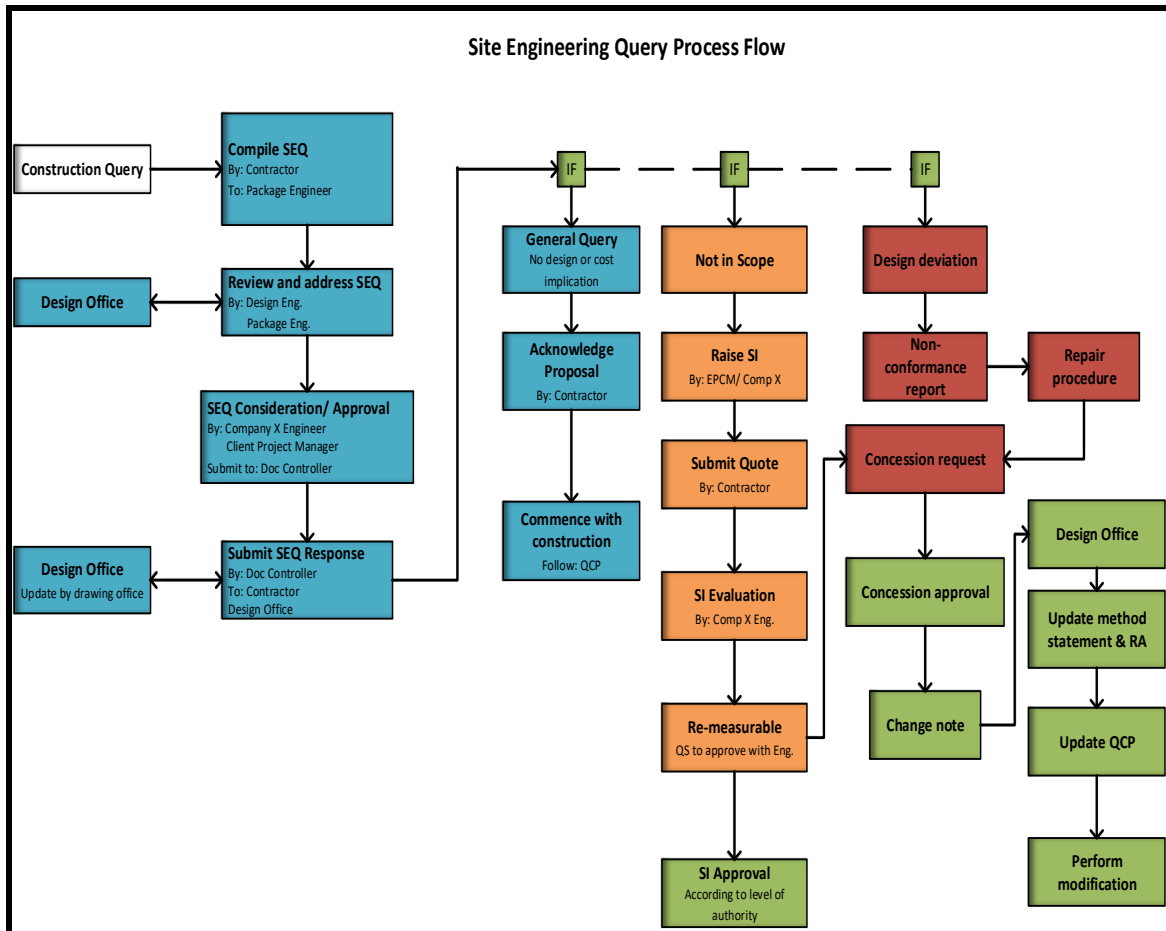 Site Engineering Query Process Flow
Construction Query
Compile SEQ
By: Contractor
To: Package Engineer
Design Office
Review and address SEQ
By: Design Eng.
Package Eng.
SEQ Consideration/ Approval
By: Company X Engineer
Client Project Manager
Submit to: Doc Controller
Design Office
Update by drawing office
Submit SEQ Response
By: Doc Controller
To: Contractor
Design Office
IF
General Query
No design or cost
implication
Acknowledge
Proposal
By: Contractor
Commence with
construction
Follow: QCP
IF
Not in Scope
Raise SI
By: EPCM/ Comp X
Submit Quote
By: Contractor
SI Evaluation
By: Comp X Eng.
Re-measurable
QS to approve with Eng.
SI Approval
According to level of
authority
IF
Design deviation
Non-
conformance
report
Repair
procedure
Concession request
Concession approval
Change note
Design Office
Update method
statement & RA
Update QCP
Perform
modification